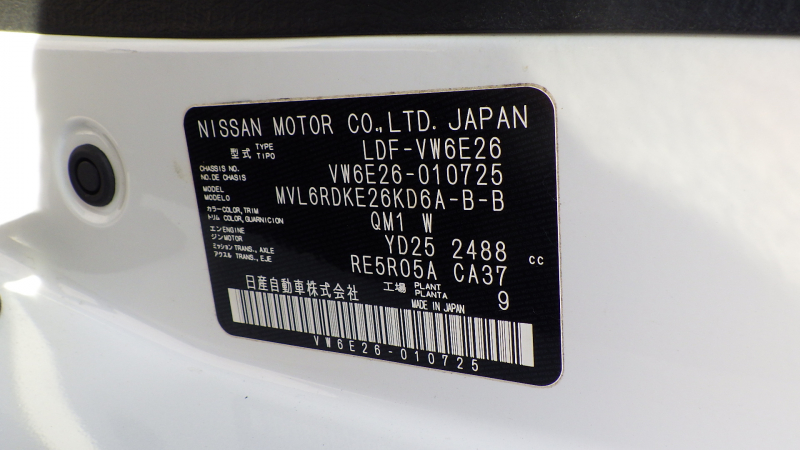 NISSAN MOTOR CO.,LTD. JAPAN
型式 TYPE TIPO LDF-VW6E26
CHASSIS NO. NO.DE CHASIS VW6E26-010725
MODEL MODELO MVL6RDKE26KD6A-B-B
カラー COLOR,TRIM トリム COLOR,GUARNICION QM1 W
エンジン ENGINE MOTOR YD25 2488 cc
ミッション TRANS., AXLE アクスル TRANS., EJE RE5R05A CA37
日産自動車株式会社 工場 PLANT PLANTA 9
MADE IN JAPAN
VW6E26-010725